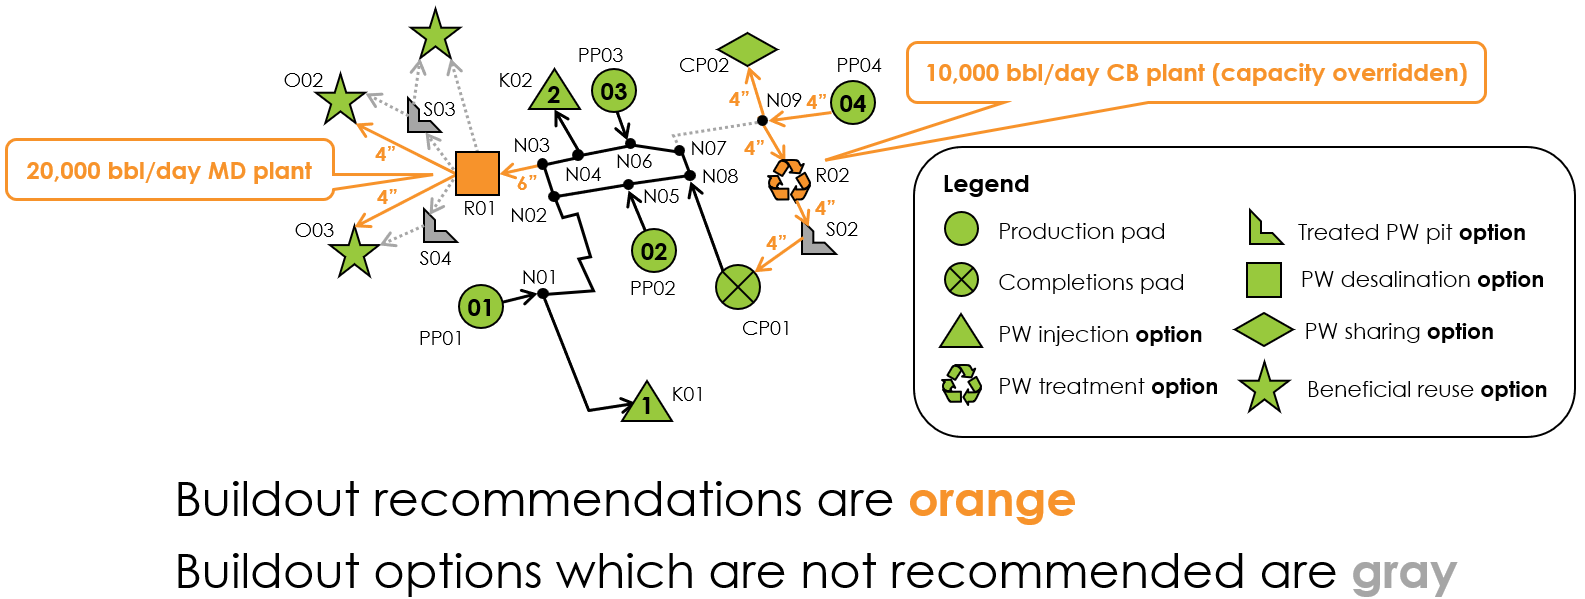 PP03
K02
CP02
PP04
10,000 bbl/day CB plant (capacity overridden)
O02
2
03
4”
N09
4”
04
S03
N03
4”
N07
4”
20,000 bbl/day MD plant
N04
N06
N08
R02
6”
4”
R01
N05
4”
N02
O03
02
4”
S02
S04
N01
PP02
01
CP01
PP01
K01
1
Legend
Production pad
Completions pad
PW injection option
PW treatment option
Treated PW pit option
PW desalination option
PW sharing option
Beneficial reuse option
Buildout recommendations are orange
Buildout options which are not recommended are gray